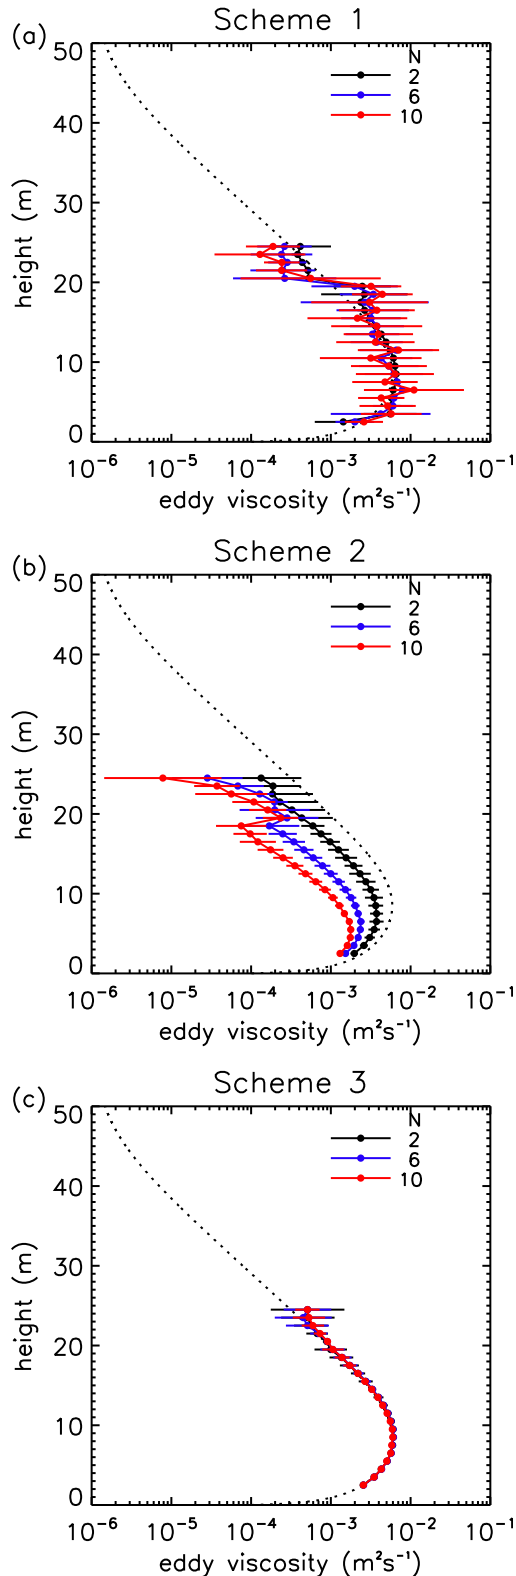 (a) Scheme 1
N
2
6
10
50
40
30
20
10
0
height (m)
10⁻⁶ 10⁻⁵ 10⁻⁴ 10⁻³ 10⁻² 10⁻¹
eddy viscosity (m²s⁻¹)
(b) Scheme 2
N
2
6
10
50
40
30
20
10
0
height (m)
10⁻⁶ 10⁻⁵ 10⁻⁴ 10⁻³ 10⁻² 10⁻¹
eddy viscosity (m²s⁻¹)
(c) Scheme 3
N
2
6
10
50
40
30
20
10
0
height (m)
10⁻⁶ 10⁻⁵ 10⁻⁴ 10⁻³ 10⁻² 10⁻¹
eddy viscosity (m²s⁻¹)